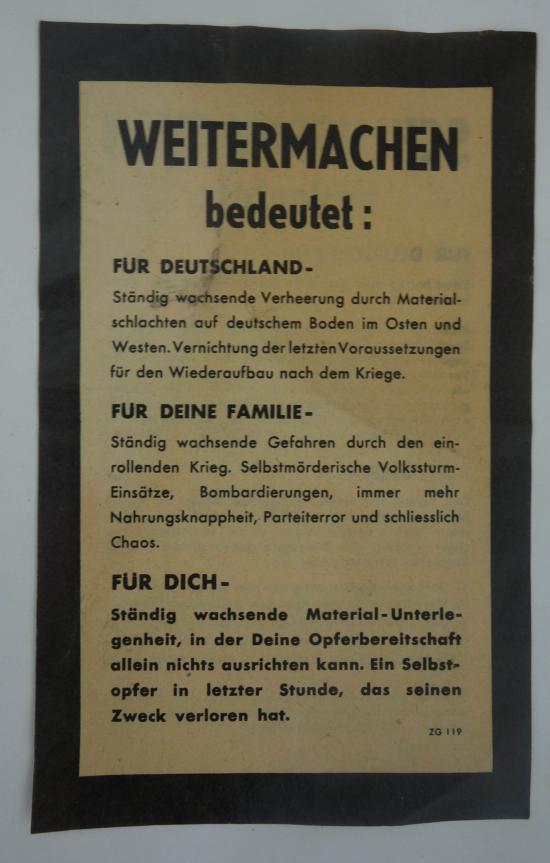 WEITERMACHEN
bedeutet:
FÜR DEUTSCHLAND-
Ständig wachsende Verheerung durch Material-
schlachten auf deutschem Boden im Osten und
Westen. Vernichtung der letzten Voraussetzungen
für den Wiederaufbau nach dem Kriege.
FÜR DEINE FAMILIE-
Ständig wachsende Gefahren durch den ein-
rollenden Krieg. Selbstmörderische Volkssturm-
Einsätze, Bombardierungen, immer mehr
Nahrungsknappheit, Parteiterror und schliesslich
Chaos.
FÜR DICH-
Ständig wachsende Material-Unterle-
genheit, in der Deine Opferbereitschaft
allein nichts ausrichten kann. Ein Selbst-
opfer in letzter Stunde, das seinen
Zweck verloren hat.
ZG 119